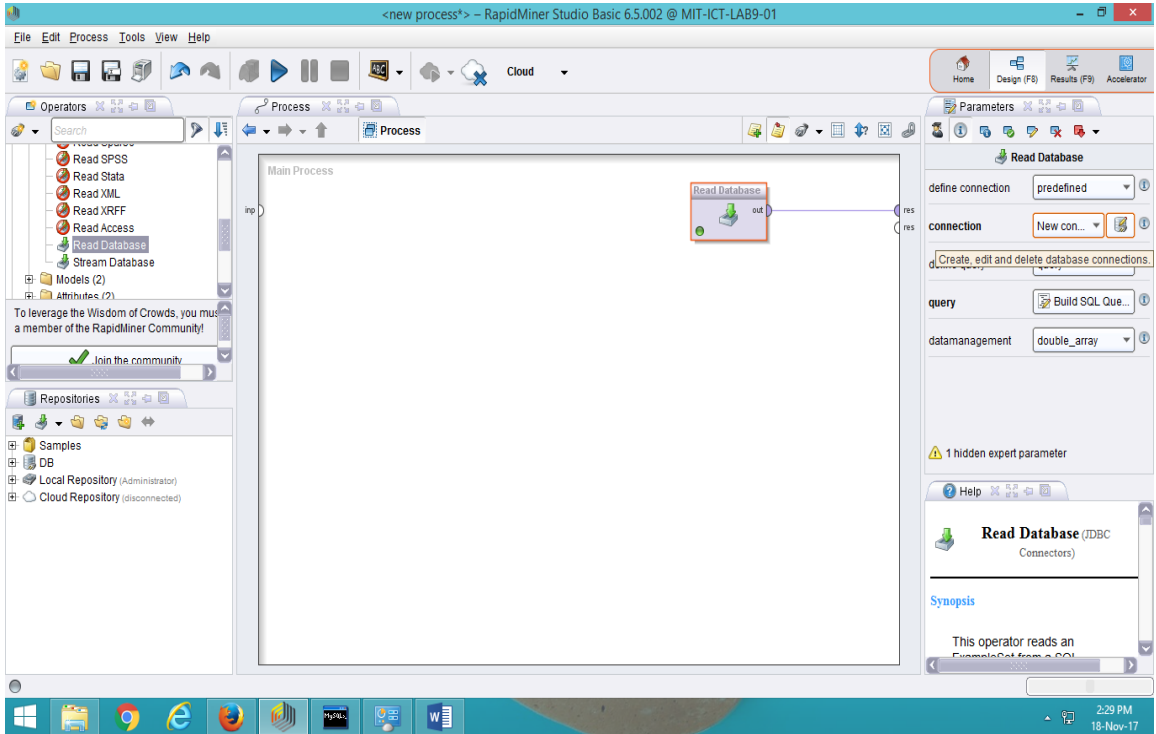 <new process*> – RapidMiner Studio Basic 6.5.002 @ MIT-ICT-LAB9-01
File Edit Process Tools View Help
Cloud
Home Design (F8) Results (F9) Accelerator
Operators
Search
Read SPSS
Read Stata
Read XML
Read XRFF
Read Access
Read Database
Stream Database
Models (2)
Attributes (2)
To leverage the Wisdom of Crowds, you mus
a member of the RapidMiner Community!
Join the community
Repositories
Samples
DB
Local Repository (Administrator)
Cloud Repository (disconnected)
Process
Process
Main Process
inp
Read Database
out
res
res
Parameters
Read Database
define connection predefined
connection New con...
Create, edit and delete database connections.
query Build SQL Que...
datamanagement double_array
1 hidden expert parameter
Help
Read Database (JDBC
Connectors)
Synopsis
This operator reads an
ExampleSet from a SQL
2:29 PM
18-Nov-17